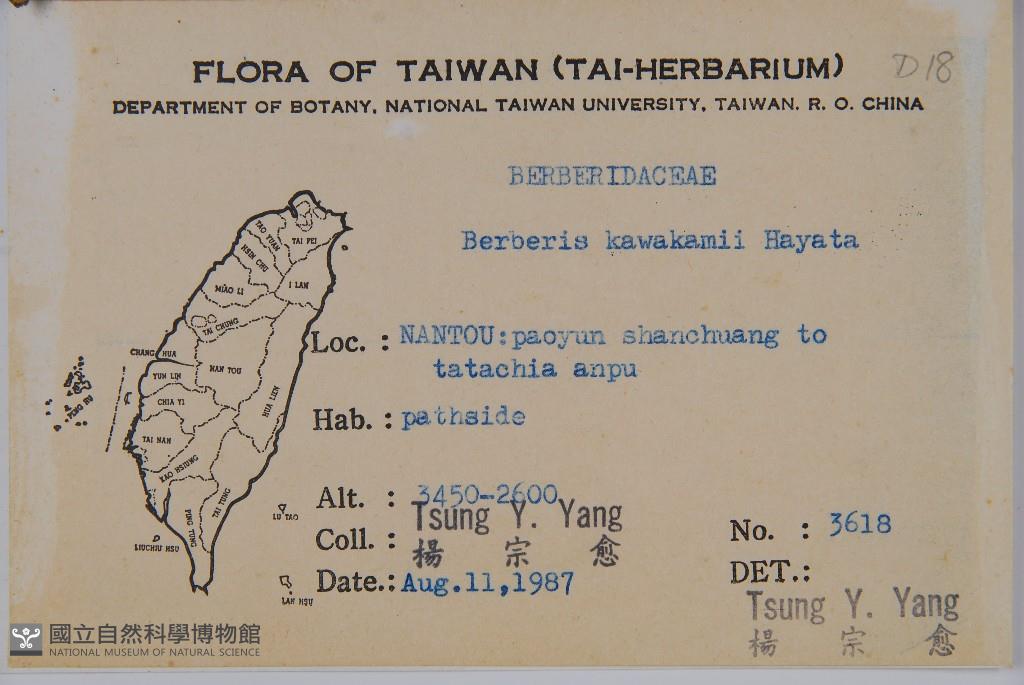 FLORA OF TAIWAN (TAI-HERBARIUM)
D18
DEPARTMENT OF BOTANY, NATIONAL TAIWAN UNIVERSITY, TAIWAN. R. O. CHINA
BERBERIDACEAE
Berberis kawakamii Hayata
TAO YUAN
TAI PEI
HSIN CHU
I LAN
MIAO LI
TAI CHUNG
CHANG HUA
NAN TOU
YUN LIN
HUA LIEN
CHIA YI
PENG HU
TAI NAN
KAO HSIUNG
TAI TUNG
PING TUNG
LU TAO
LIUCHIU HSU
LAN HSU
Loc. : NANTOU:paoyun shanchuang to
tatachia anpu
Hab. : pathside
Alt. : 3450-2600
Coll. : Tsung Y. Yang
楊 宗 愈
No. : 3618
Date.: Aug.11,1987
DET.:
Tsung Y. Yang
楊 宗 愈
國立自然科學博物館
NATIONAL MUSEUM OF NATURAL SCIENCE